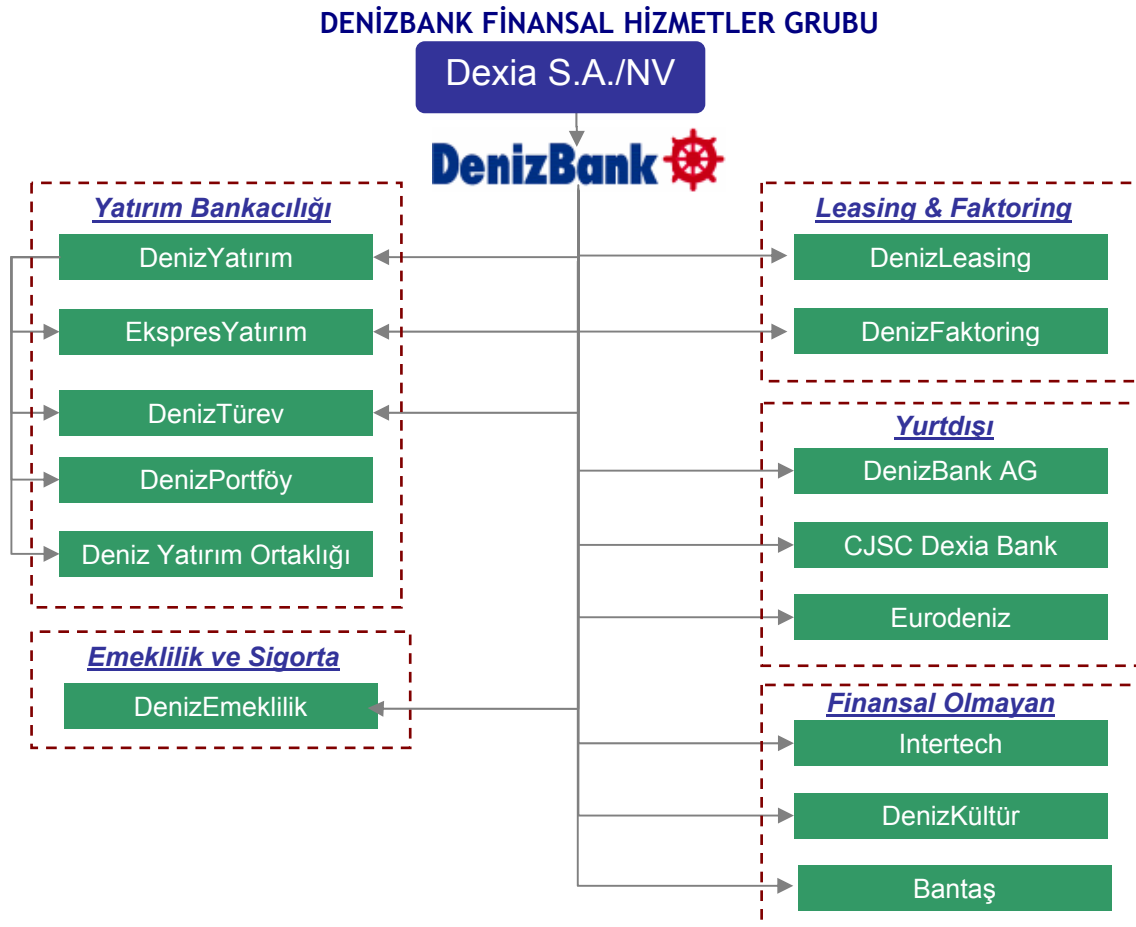 DENİZBANK FİNANSAL HİZMETLER GRUBU
Dexia S.A./NV
DenizBank
Yatırım Bankacılığı
DenizYatırım
EkspresYatırım
DenizTürev
DenizPortföy
Deniz Yatırım Ortaklığı
Emeklilik ve Sigorta
DenizEmeklilik
Leasing & Faktoring
DenizLeasing
DenizFaktoring
Yurtdışı
DenizBank AG
CJSC Dexia Bank
Eurodeniz
Finansal Olmayan
Intertech
DenizKültür
Bantaş